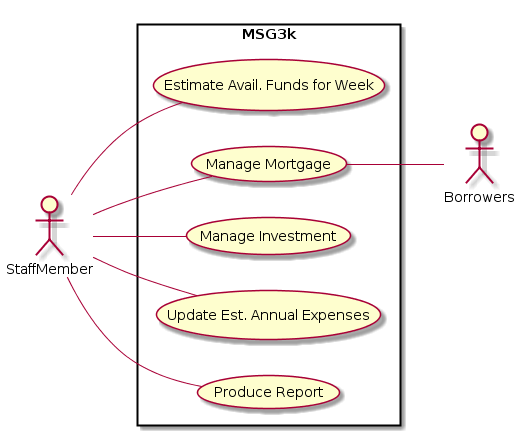 MSG3k
Estimate Avail. Funds for Week
Manage Mortgage
Borrowers
Manage Investment
StaffMember
Update Est. Annual Expenses
Produce Report